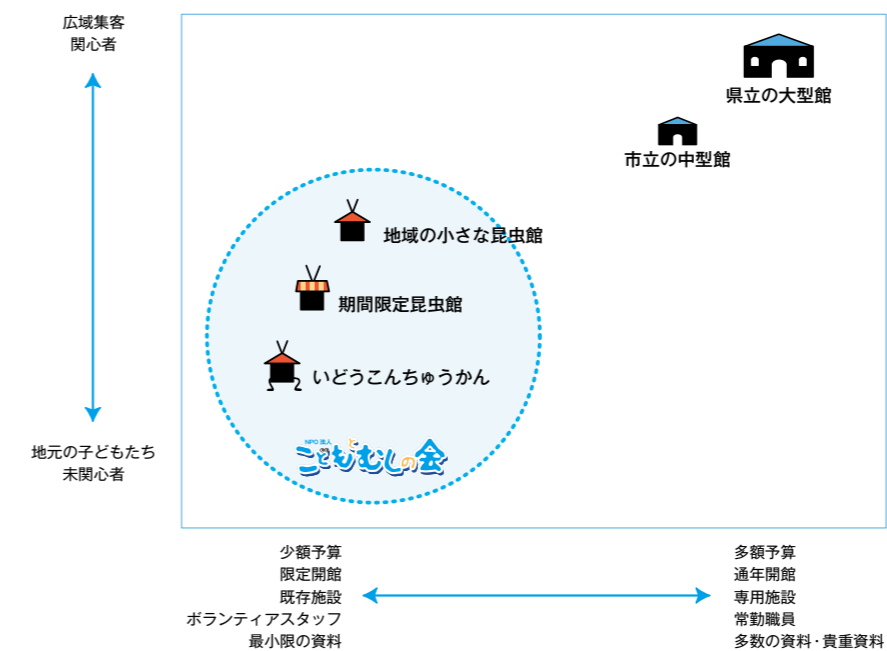 広域集客
関心者
県立の大型館
市立の中型館
地域の小さな昆虫館
期間限定昆虫館
いどうこんちゅうかん
NPO法人
こどもとむしの会
地元の子どもたち
未関心者
少額予算
限定開館
既存施設
ボランティアスタッフ
最小限の資料
多額予算
通年開館
専用施設
常勤職員
多数の資料・貴重資料